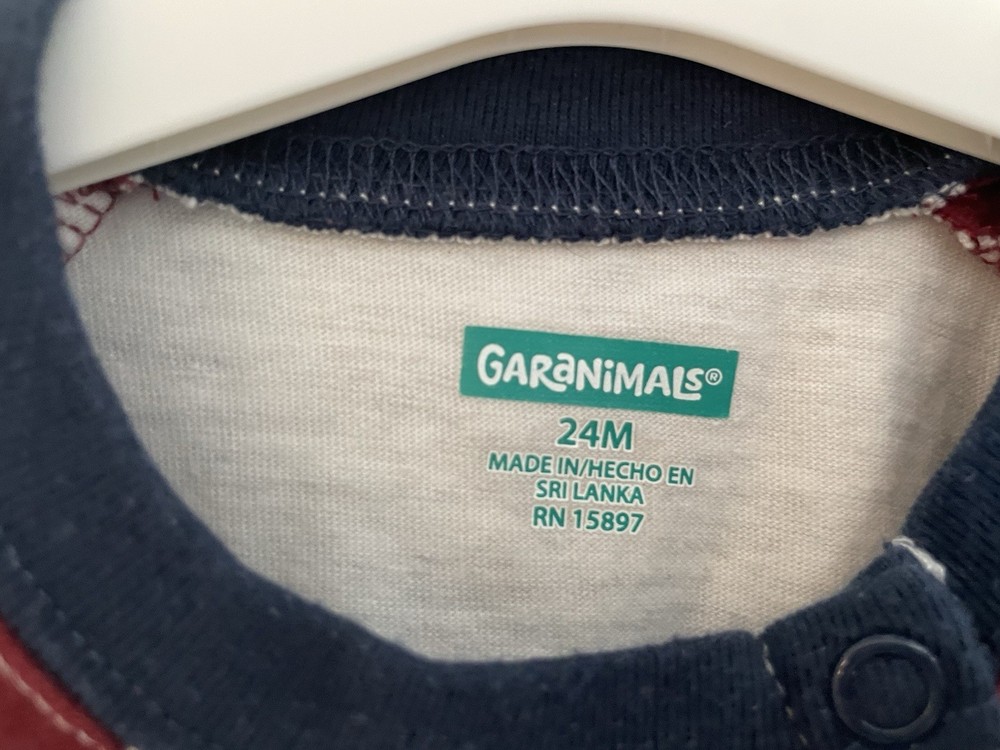 GARANIMALS®
24M
MADE IN/HECHO EN
SRI LANKA
RN 15897